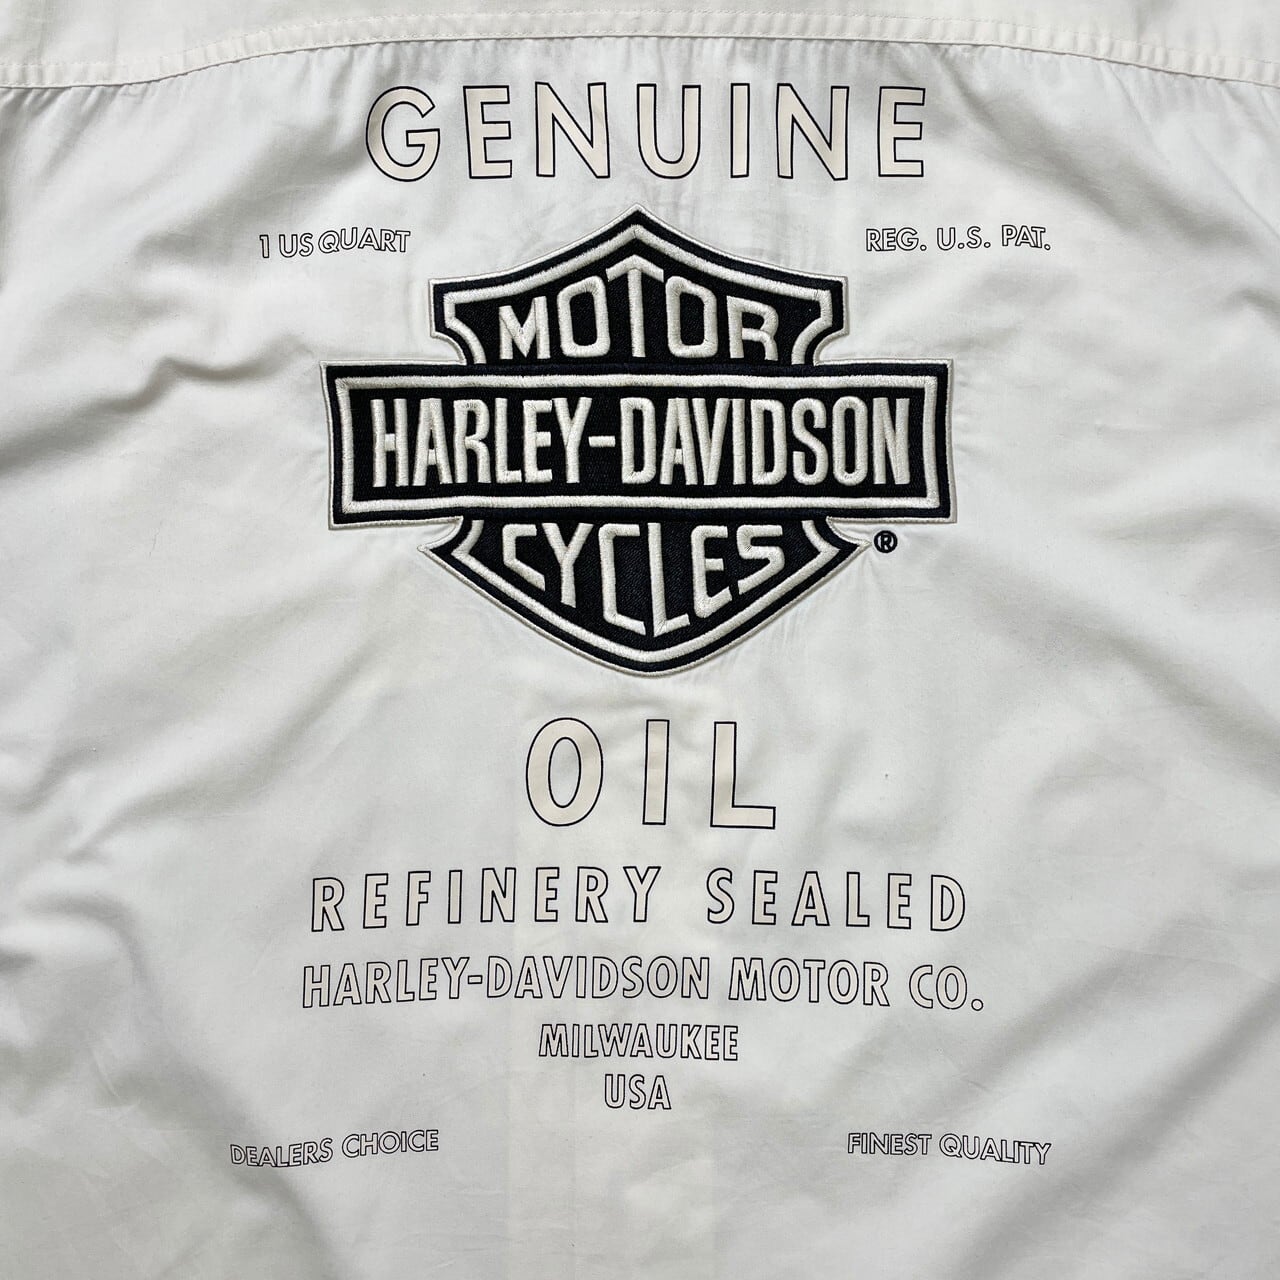 GENUINE
1 US QUART
REG. U.S. PAT.
MOTOR
HARLEY-DAVIDSON
CYCLES
®
OIL
REFINERY SEALED
HARLEY-DAVIDSON MOTOR CO.
MILWAUKEE
USA
DEALERS CHOICE
FINEST QUALITY